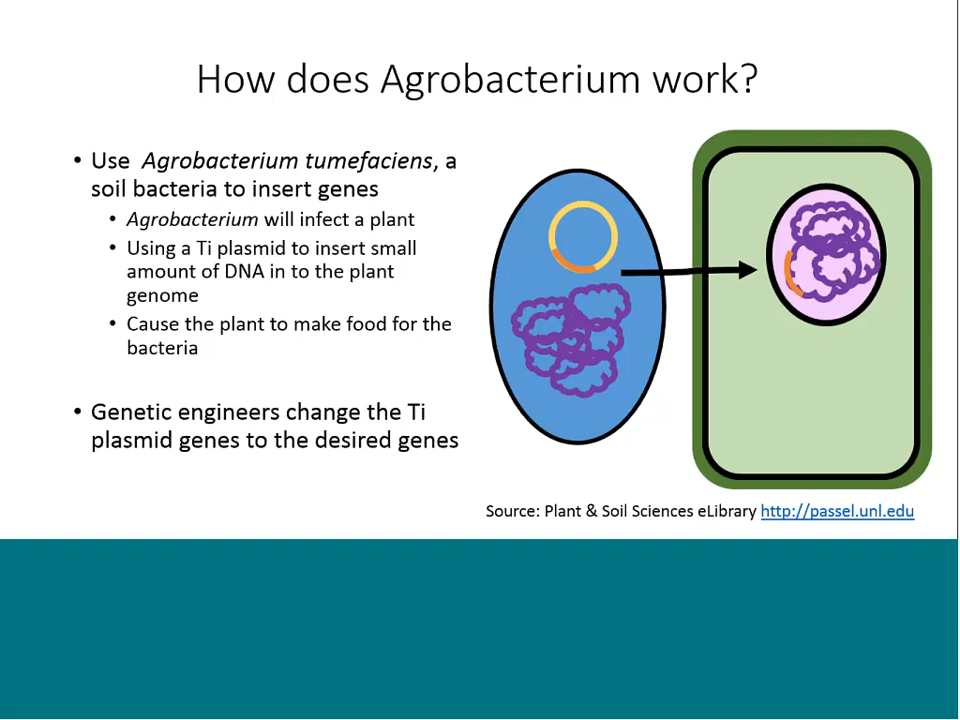 How does Agrobacterium work?
• Use Agrobacterium tumefaciens, a
soil bacteria to insert genes
• Agrobacterium will infect a plant
• Using a Ti plasmid to insert small
amount of DNA in to the plant
genome
• Cause the plant to make food for the
bacteria
• Genetic engineers change the Ti
plasmid genes to the desired genes
Source: Plant & Soil Sciences eLibrary http://passel.unl.edu